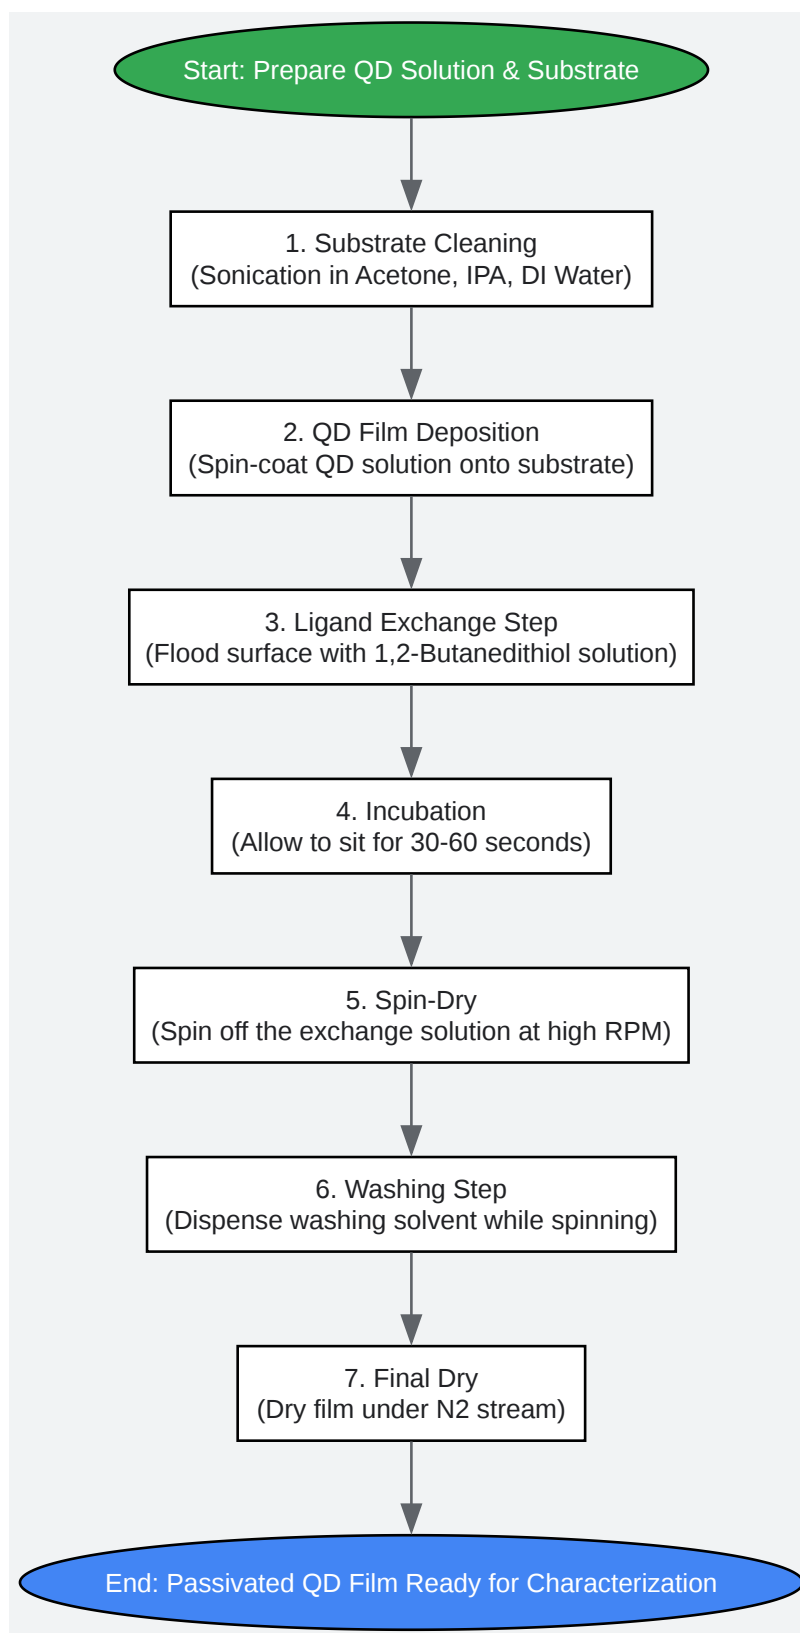 Start: Prepare QD Solution & Substrate
1. Substrate Cleaning
(Sonication in Acetone, IPA, DI Water)
2. QD Film Deposition
(Spin-coat QD solution onto substrate)
3. Ligand Exchange Step
(Flood surface with 1,2-Butanedithiol solution)
4. Incubation
(Allow to sit for 30-60 seconds)
5. Spin-Dry
(Spin off the exchange solution at high RPM)
6. Washing Step
(Dispense washing solvent while spinning)
7. Final Dry
(Dry film under N2 stream)
End: Passivated QD Film Ready for Characterization